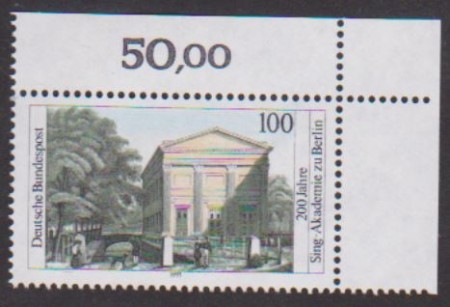 50,00
100
Deutsche Bundespost
200 Jahre
Sing-Akademie zu Berlin